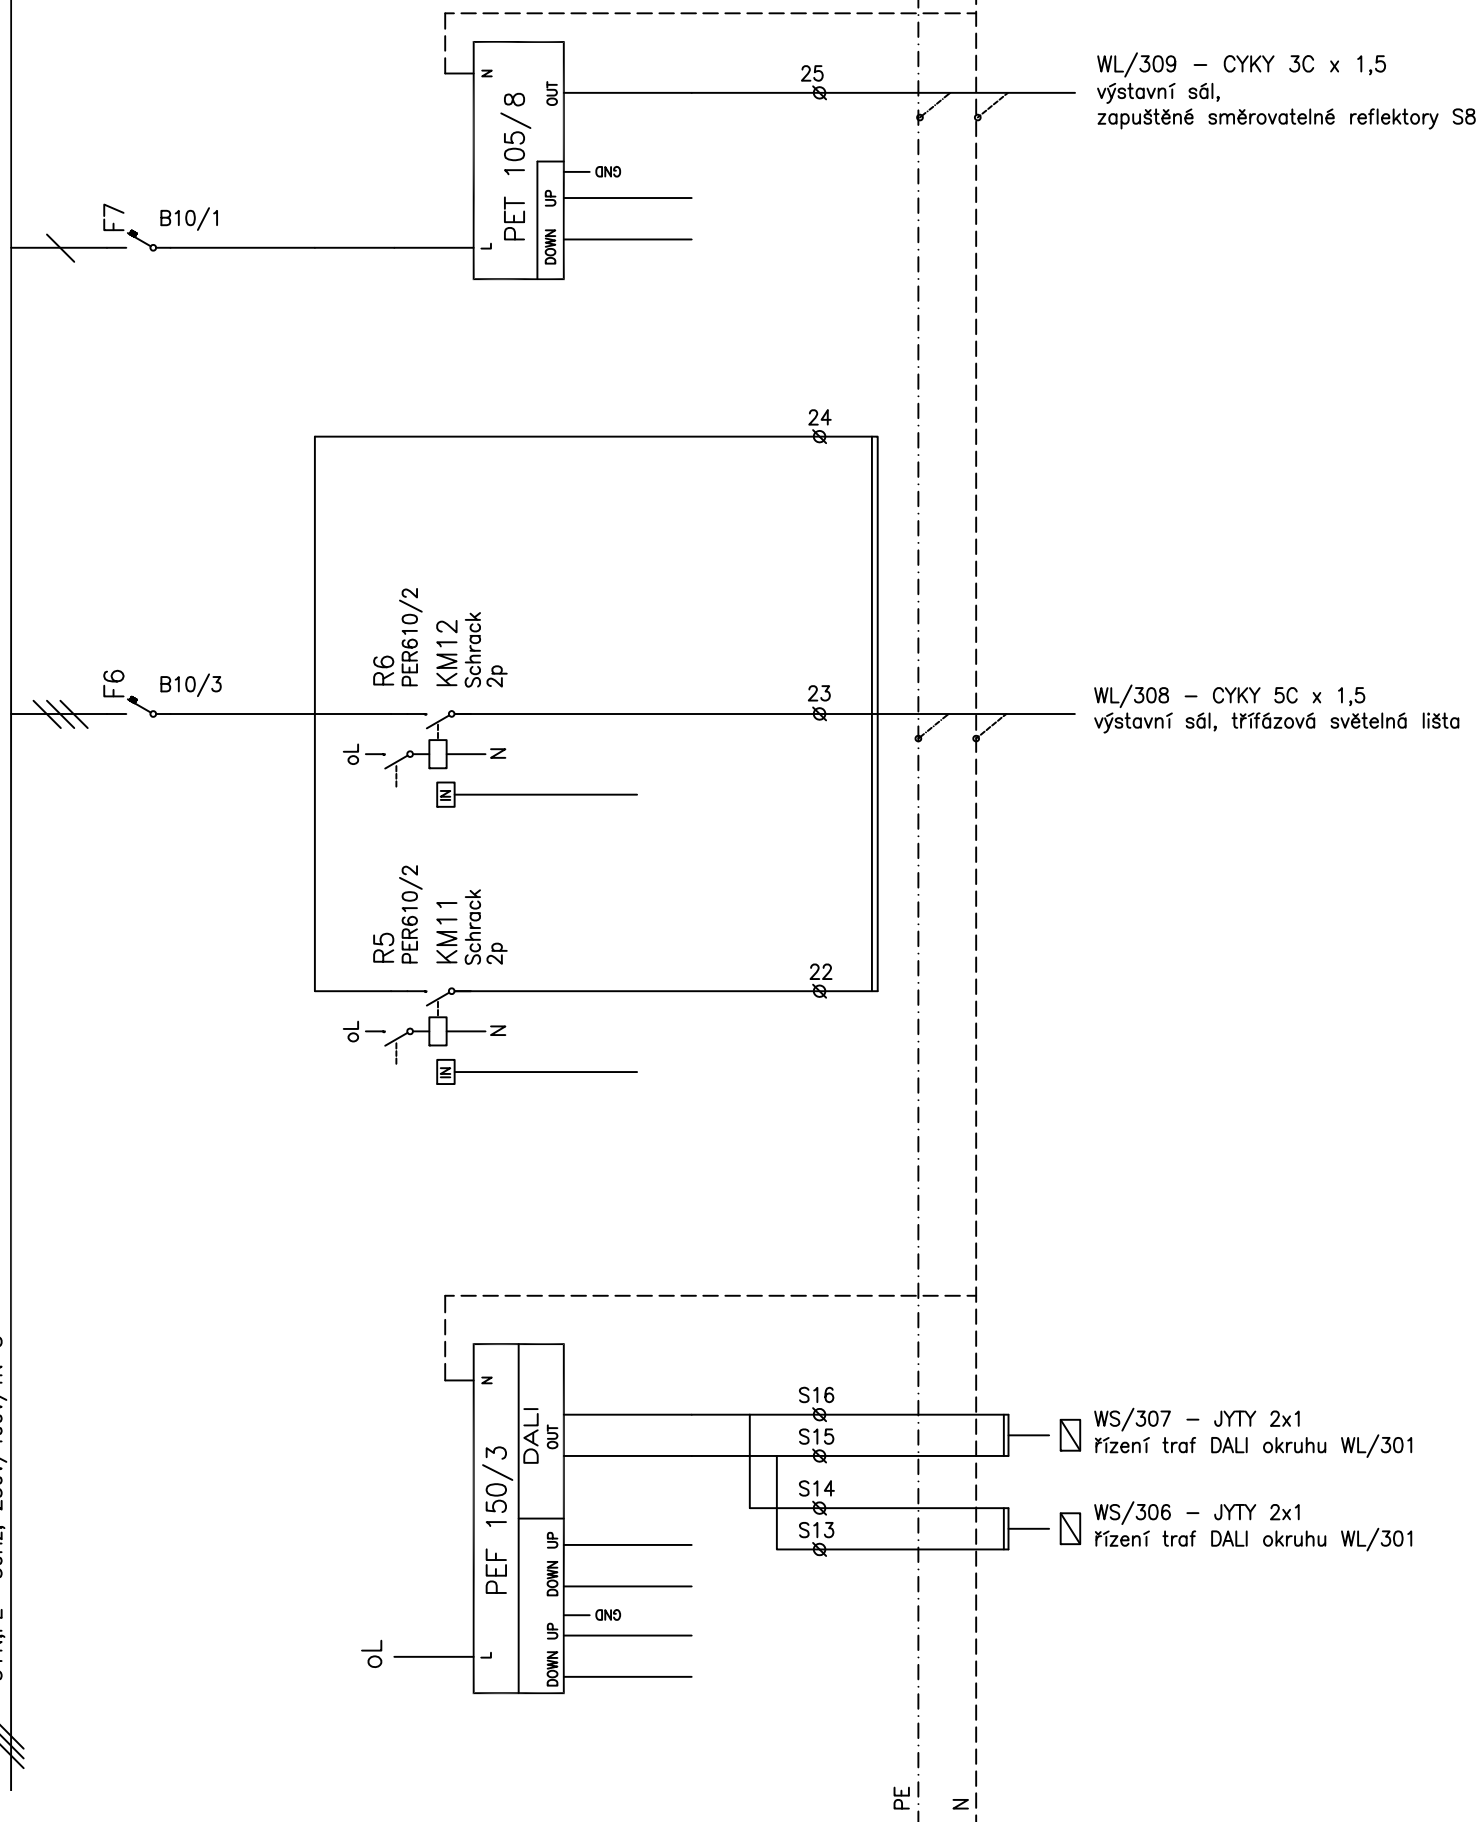 WL/309 – CYKY 3C x 1,5
výstavní sál,
zapuštěné směrovatelné reflektory S8
25
N
OUT
PET 105/8
GND
UP
DOWN
L
F7
B10/1
24
R6
PER610/2
KM12
Schrack
2p
F6
B10/3
23
WL/308 – CYKY 5C x 1,5
výstavní sál, třífázová světelná lišta
oL
N
IN
R5
PER610/2
KM11
Schrack
2p
22
oL
N
IN
N
DALI
OUT
PEF 150/3
UP
DOWN
GND
UP
DOWN
L
oL
S16
S15
S14
S13
WS/307 – JYTY 2x1
řízení traf DALI okruhu WL/301
WS/306 – JYTY 2x1
řízení traf DALI okruhu WL/301
PE
N